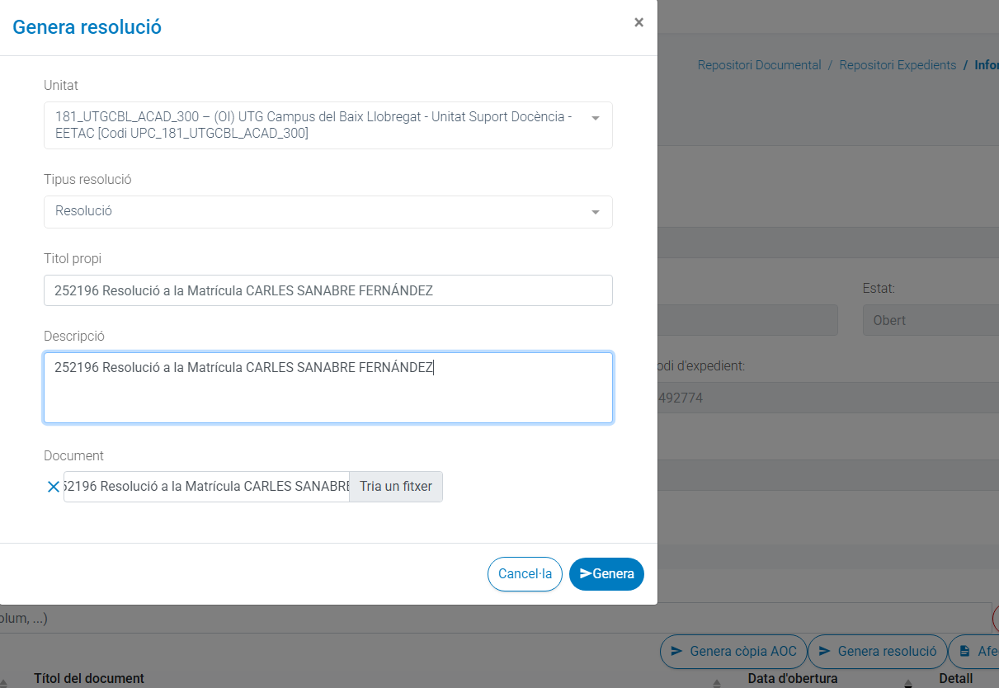 Genera resolució
×
Repositori Documental / Repositori Expedients /
Unitat
181_UTGCBL_ACAD_300 – (OI) UTG Campus del Baix Llobregat - Unitat Suport Docència -
EETAC [Codi UPC_181_UTGCBL_ACAD_300]
Tipus resolució
Resolució
Titol propi
252196 Resolució a la Matrícula CARLES SANABRE FERNÁNDEZ
Estat:
Obert
Descripció
252196 Resolució a la Matrícula CARLES SANABRE FERNÁNDEZ
odi d'expedient:
492774
Document
52196 Resolució a la Matrícula CARLES SANABRE Tria un fitxer
Cancel·la Genera
olum, ...)
Genera còpia AOC Genera resolució Afe
Títol del document Data d'obertura Detall